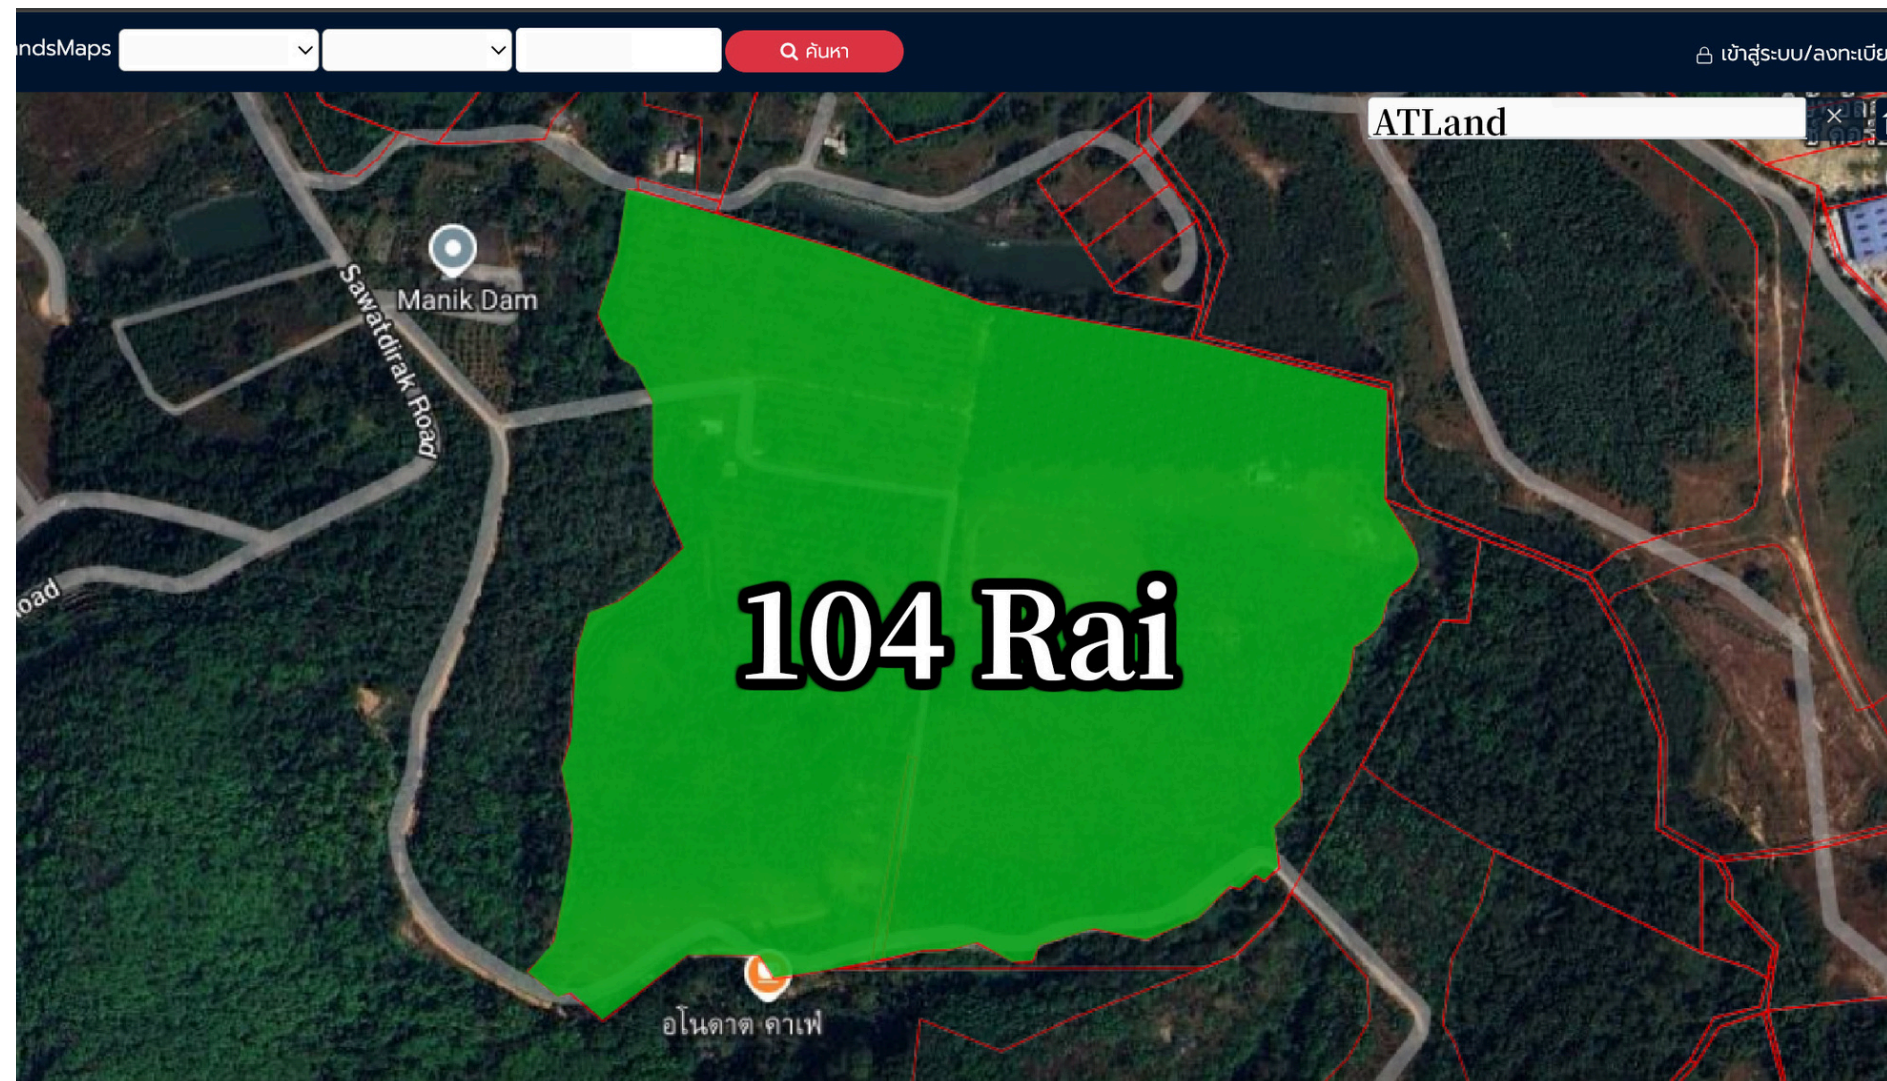 ndsMaps
ค้นหา
เข้าสู่ระบบ/ลงทะเบีย
ATLand
Manik Dam
Sawatdirak Road
oad
104 Rai
อโนดาต คาเฟ่